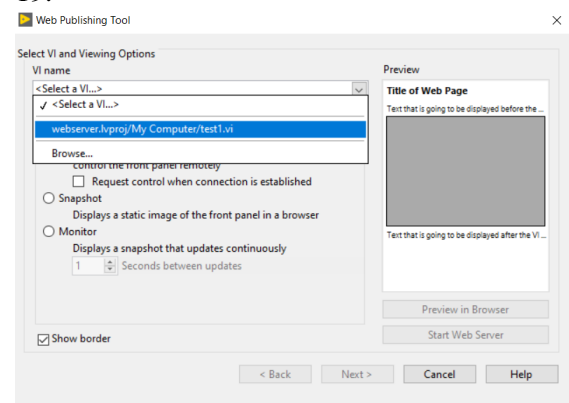 Web Publishing Tool
Select VI and Viewing Options
VI name
<Select a VI...>
✓ <Select a VI...>
webserver.lvproj/My Computer/test1.vi
Browse...
control the front panel remotely
Request control when connection is established
Snapshot
Displays a static image of the front panel in a browser
Monitor
Displays a snapshot that updates continuously
1 Seconds between updates
Show border
Preview
Title of Web Page
Text that is going to be displayed before the ...
Text that is going to be displayed after the VI ...
Preview in Browser
Start Web Server
< Back Next > Cancel Help